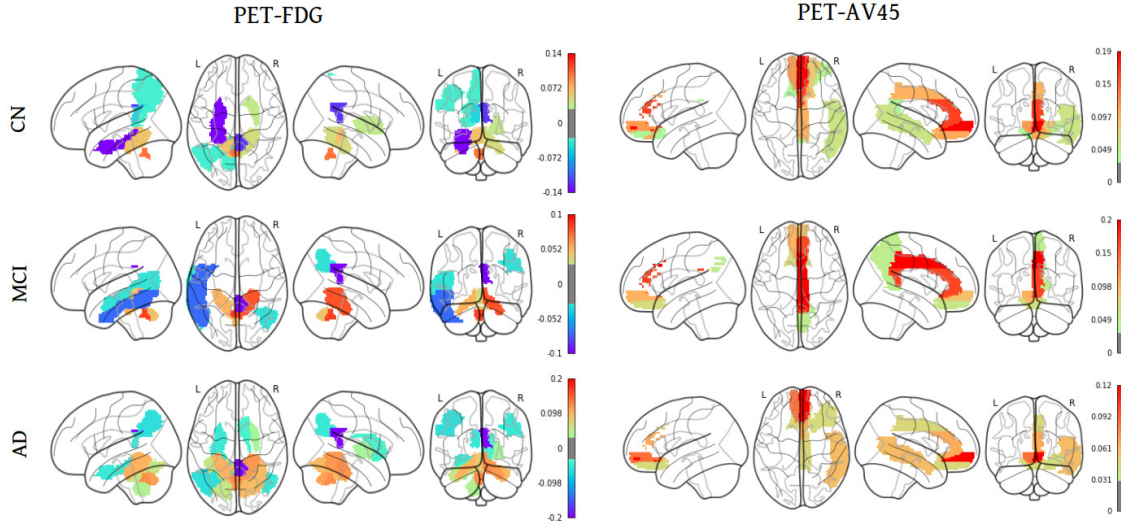 PET-FDG
PET-AV45
CN
L R
L R
0.14
0.072
0
-0.072
-0.14
L R
L R
0.19
0.15
0.097
0.049
0
MCI
L R
L R
0.1
0.052
0
-0.052
-0.1
L R
L R
0.2
0.15
0.098
0.049
0
AD
L R
L R
0.2
0.098
0
-0.098
-0.2
L R
L R
0.12
0.092
0.061
0.031
0